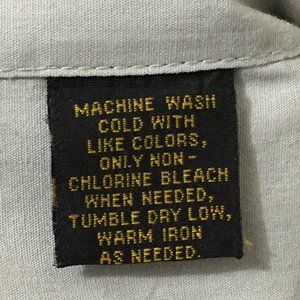 MACHINE WASH
COLD WITH
LIKE COLORS,
ONLY NON-
CHLORINE BLEACH
WHEN NEEDED,
TUMBLE DRY LOW,
WARM IRON
AS NEEDED.